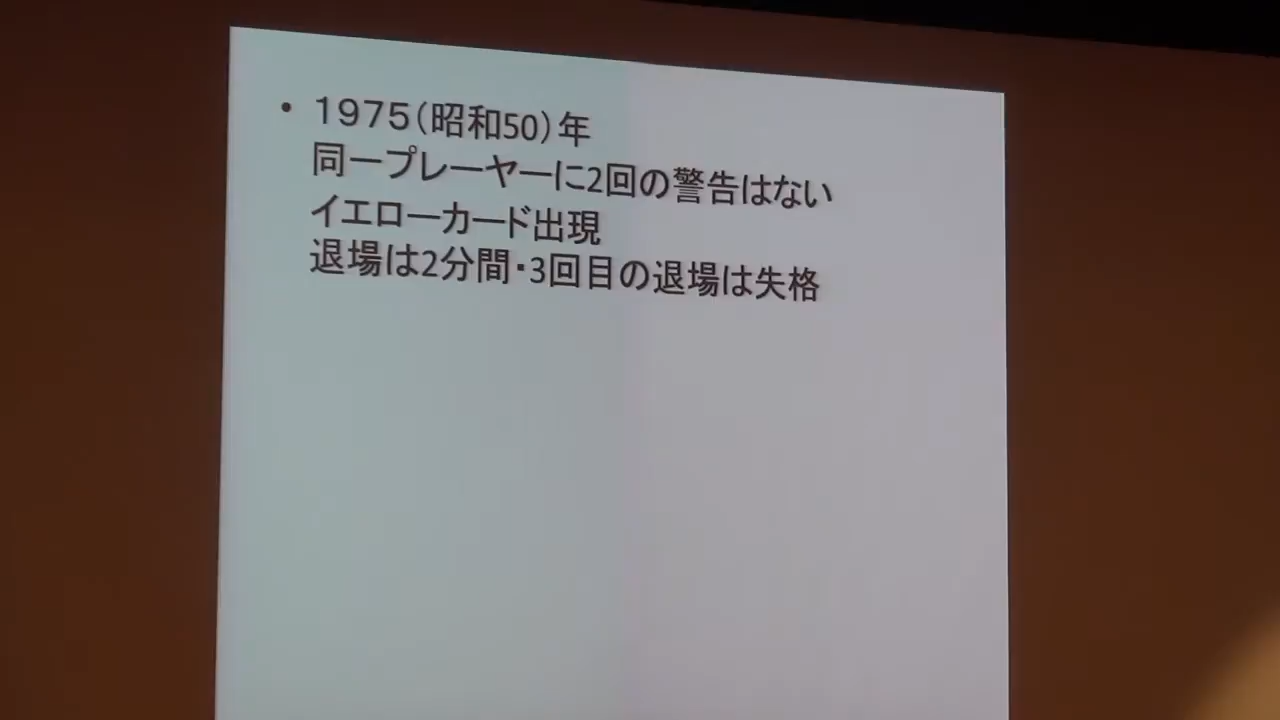 ・１９７５（昭和50）年
同一プレーヤーに2回の警告はない
イエローカード出現
退場は2分間・3回目の退場は失格